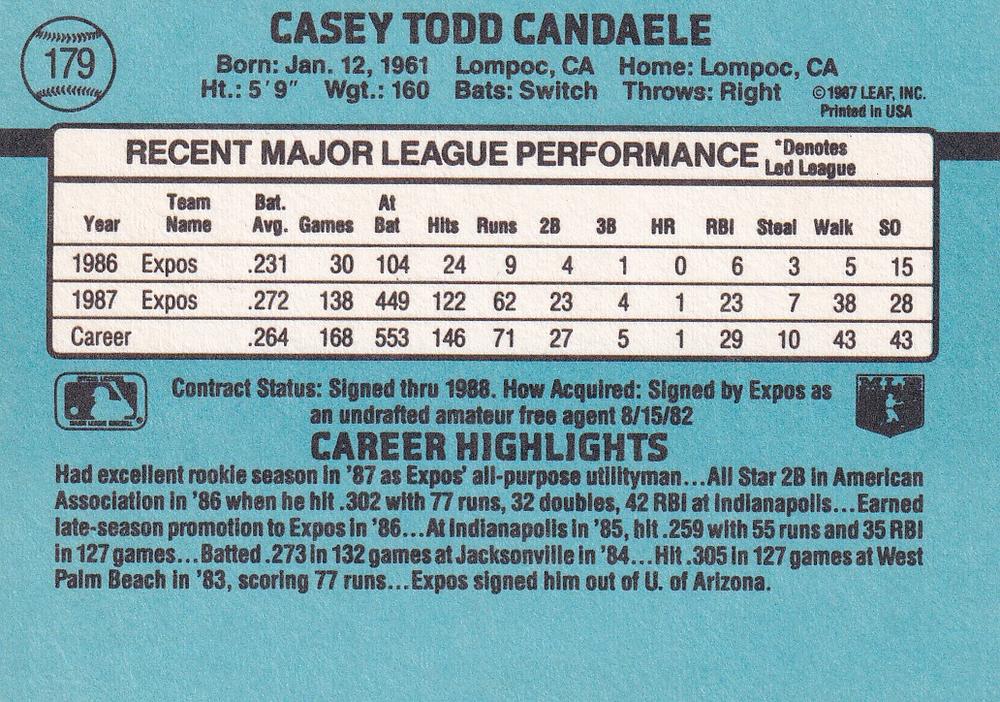 179
CASEY TODD CANDAELE
Born: Jan. 12, 1961 Lompoc, CA Home: Lompoc, CA
Ht.: 5'9" Wgt.: 160 Bats: Switch Throws: Right ©1987 LEAF, INC.
Printed in USA
RECENT MAJOR LEAGUE PERFORMANCE *Denotes Led League
Year Team Name Bat. Avg. Games At Bat Hits Runs 2B 3B HR RBI Steal Walk SO
1986 Expos .231 30 104 24 9 4 1 0 6 3 5 15
1987 Expos .272 138 449 122 62 23 4 1 23 7 38 28
Career .264 168 553 146 71 27 5 1 29 10 43 43
Contract Status: Signed thru 1988. How Acquired: Signed by Expos as
an undrafted amateur free agent 8/15/82
MLB
CAREER HIGHLIGHTS
Had excellent rookie season in '87 as Expos' all-purpose utilityman...All Star 2B in American
Association in '86 when he hit .302 with 77 runs, 32 doubles, 42 RBI at Indianapolis...Earned
late-season promotion to Expos in '86...At Indianapolis in '85, hit .259 with 55 runs and 35 RBI
in 127 games...Batted .273 in 132 games at Jacksonville in '84...Hit .305 in 127 games at West
Palm Beach in '83, scoring 77 runs...Expos signed him out of U. of Arizona.